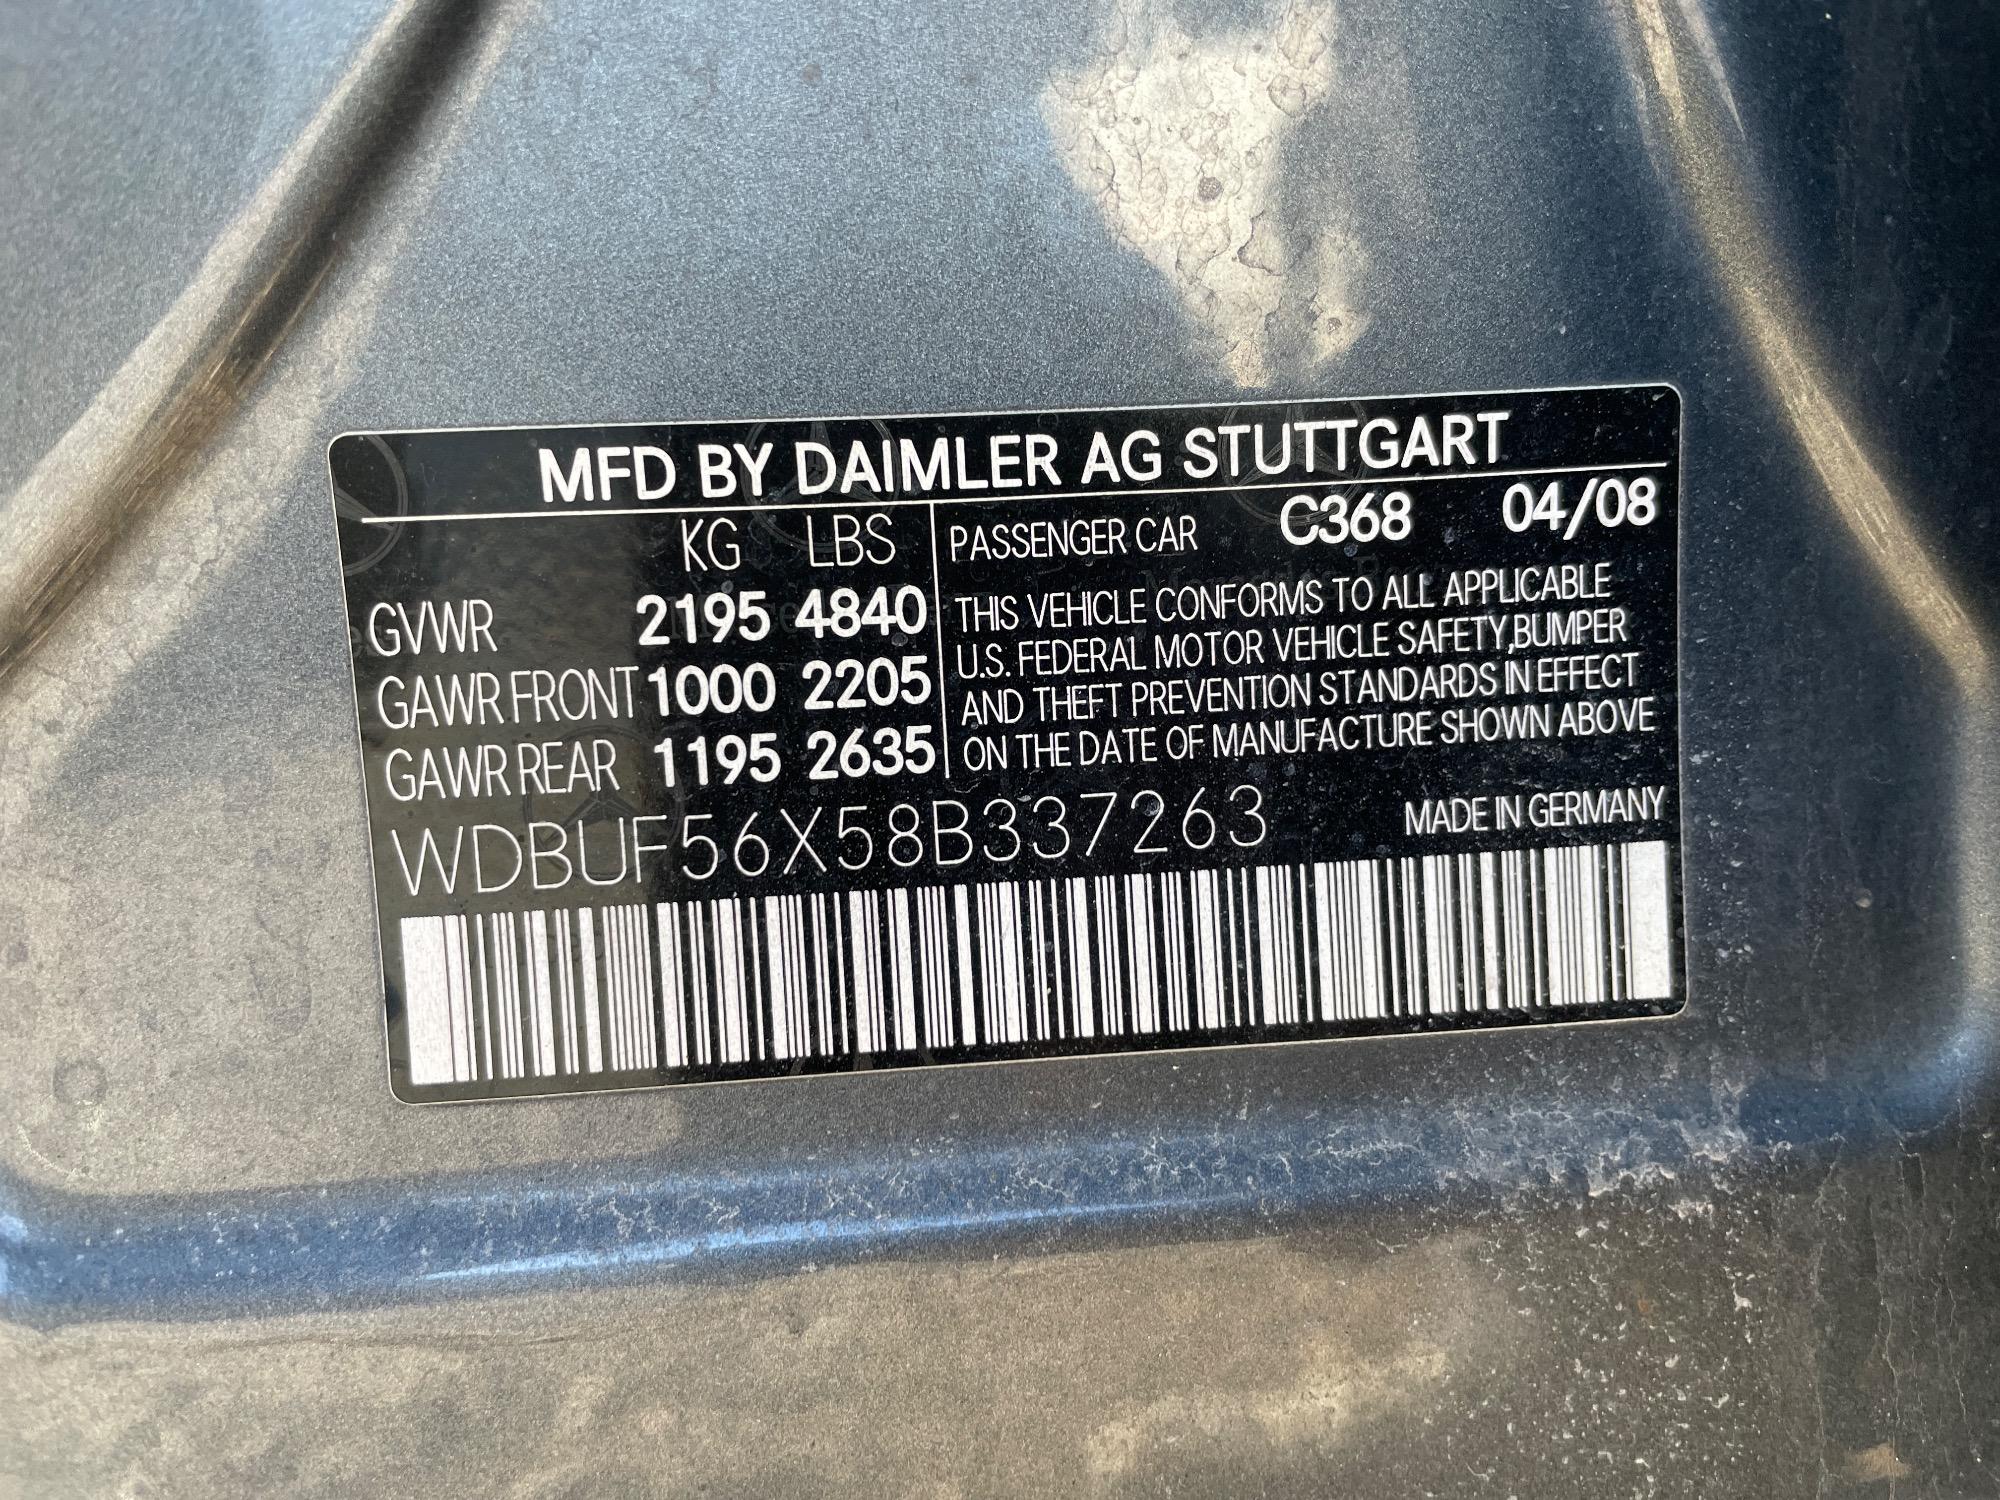 MFD BY DAIMLER AG STUTTGART
KG LBS
GVWR 2195 4840
GAWR FRONT 1000 2205
GAWR REAR 1195 2635
PASSENGER CAR C368 04/08
THIS VEHICLE CONFORMS TO ALL APPLICABLE
U.S. FEDERAL MOTOR VEHICLE SAFETY,BUMPER
AND THEFT PREVENTION STANDARDS IN EFFECT
ON THE DATE OF MANUFACTURE SHOWN ABOVE
WDBUF56X58B337263
MADE IN GERMANY